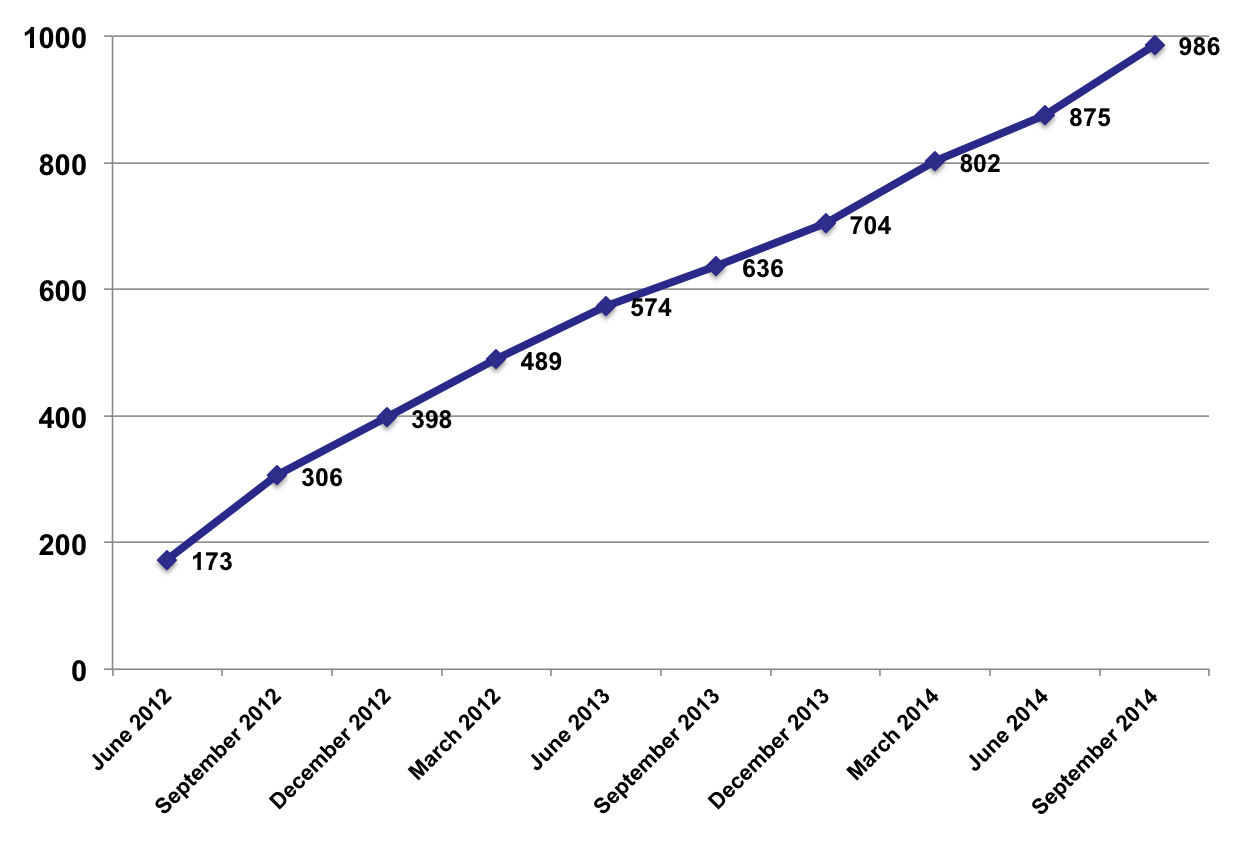 1000
800
600
400
200
0
173
306
398
489
574
636
704
802
875
986
June 2012
September 2012
December 2012
March 2012
June 2013
September 2013
December 2013
March 2014
June 2014
September 2014